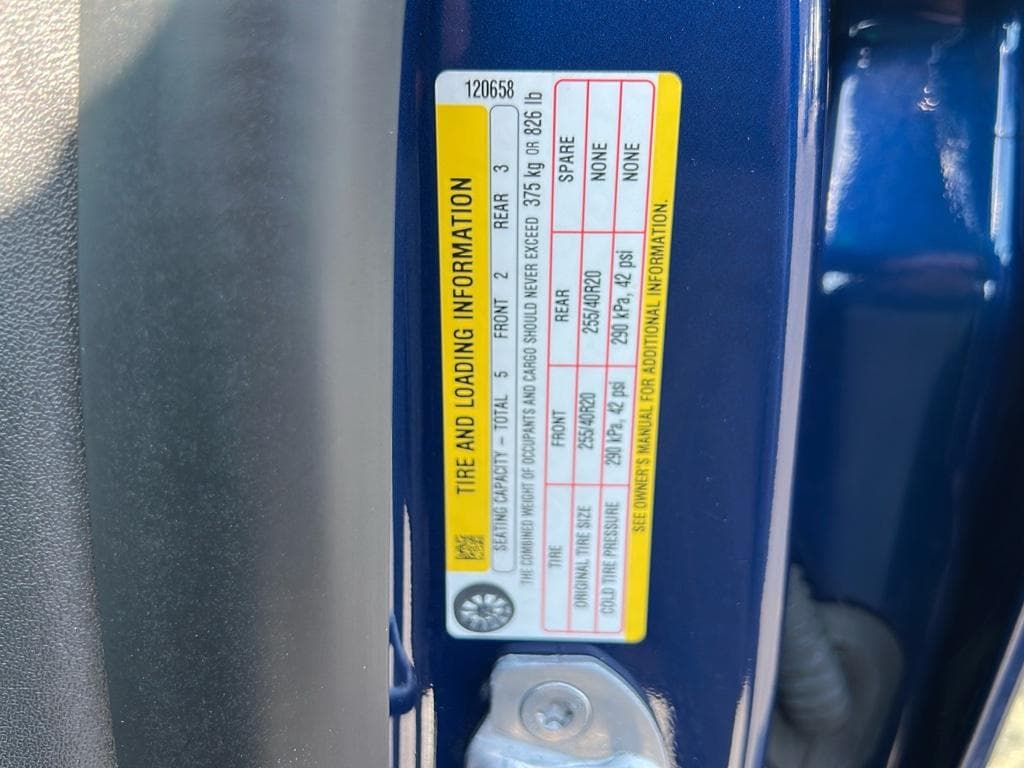 120658
TIRE AND LOADING INFORMATION
SEATING CAPACITY – TOTAL 5 FRONT 2 REAR 3
THE COMBINED WEIGHT OF OCCUPANTS AND CARGO SHOULD NEVER EXCEED 375 kg OR 826 lb
TIRE FRONT REAR SPARE
ORIGINAL TIRE SIZE 255/40R20 255/40R20 NONE
COLD TIRE PRESSURE 290 kPa, 42 psi 290 kPa, 42 psi NONE
SEE OWNER'S MANUAL FOR ADDITIONAL INFORMATION.